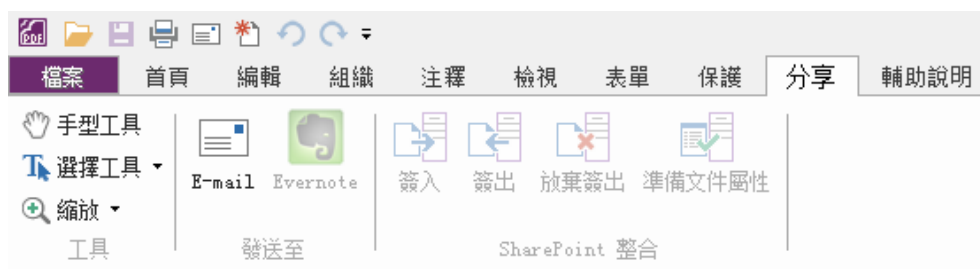 PDF
檔案 首頁 編輯 組織 注釋 檢視 表單 保護 分享 輔助說明
手型工具
選擇工具
縮放
工具
E-mail Evernote
發送至
簽入 簽出 放棄簽出 準備文件屬性
SharePoint 整合